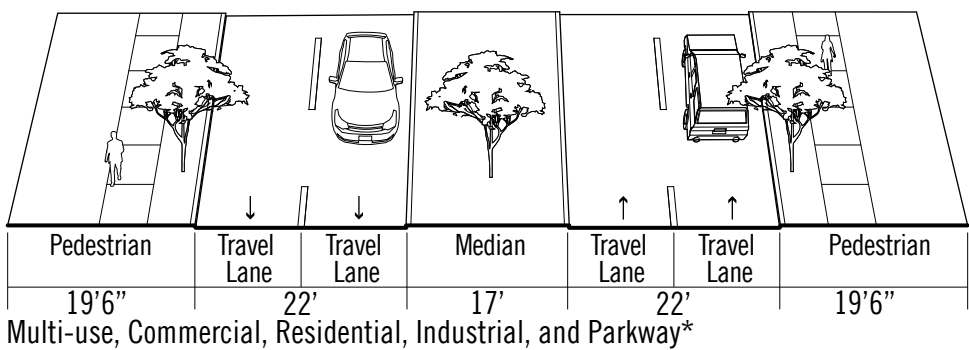 Pedestrian Travel Travel Median Travel Travel Pedestrian
Lane Lane Lane Lane
19'6” 22' 17' 22' 19'6”
Multi-use, Commercial, Residential, Industrial, and Parkway*